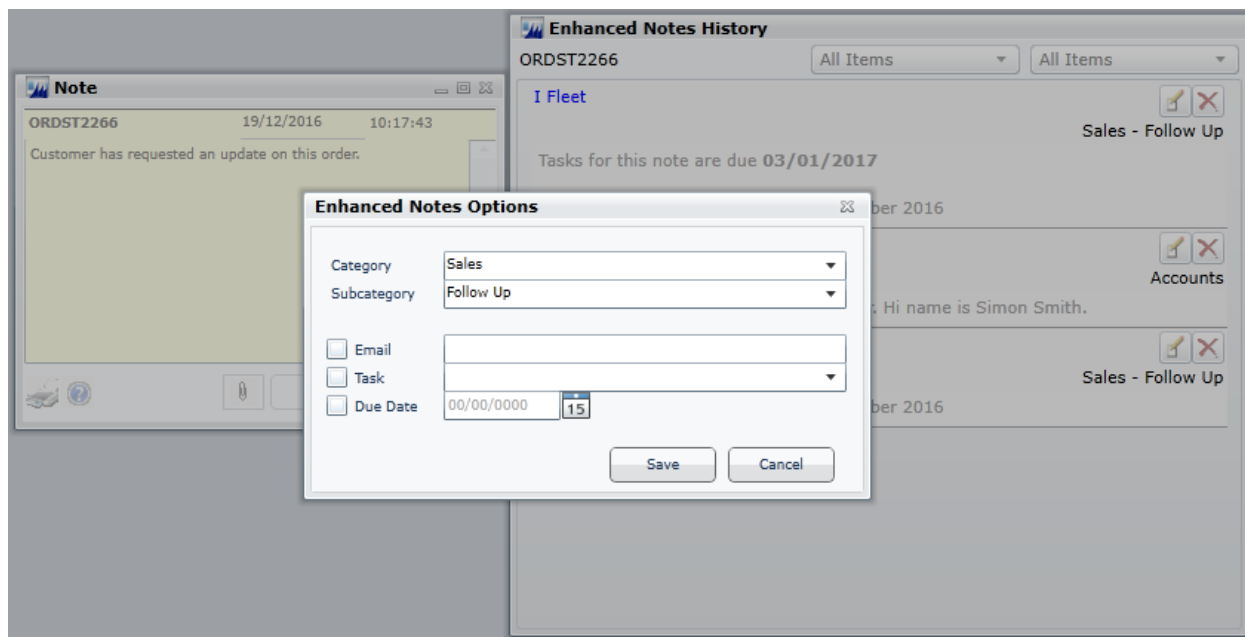 Enhanced Notes History
ORDST2266 All Items All Items
Note
I Fleet
ORDST2266 19/12/2016 10:17:43
Sales - Follow Up
Customer has requested an update on this order.
Tasks for this note are due 03/01/2017
Enhanced Notes Options
2016
Category Sales
Subcategory Follow Up
Accounts
Hi name is Simon Smith.
Email
Task
Sales - Follow Up
Due Date 00/00/0000 15
2016
Save Cancel